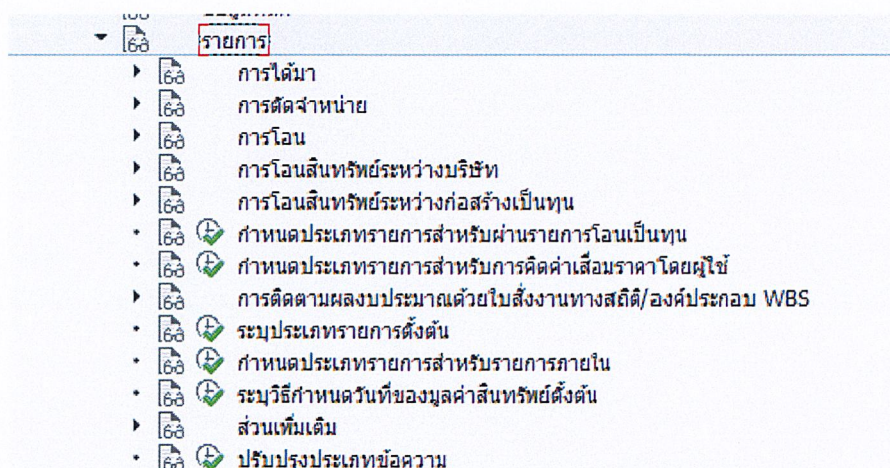 รายการ
การได้มา
การตัดจำหน่าย
การโอน
การโอนสินทรัพย์ระหว่างบริษัท
การโอนสินทรัพย์ระหว่างก่อสร้างเป็นทุน
กำหนดประเภทรายการสำหรับผ่านรายการโอนเป็นทุน
กำหนดประเภทรายการสำหรับการคิดค่าเสื่อมราคาโดยผู้ใช้
การติดตามผลงบประมาณด้วยใบสั่งงานทางสถิติ/องค์ประกอบ WBS
ระบุประเภทรายการตั้งต้น
กำหนดประเภทรายการสำหรับรายการภายใน
ระบุวิธีกำหนดวันที่ของมูลค่าสินทรัพย์ตั้งต้น
ส่วนเพิ่มเติม
ปรับปรุงประเภทข้อความ